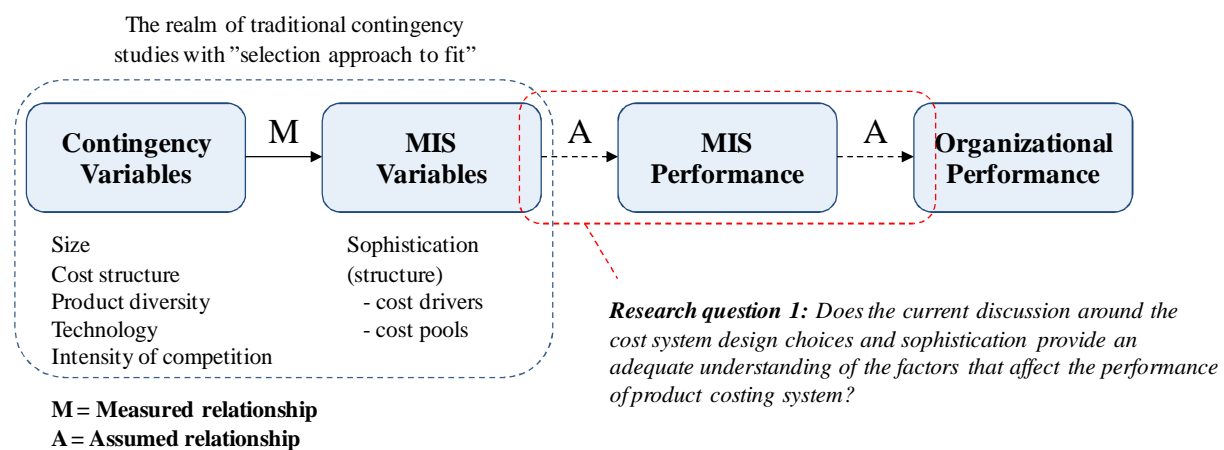 The realm of traditional contingency
studies with ”selection approach to fit”
Contingency
Variables
M
MIS
Variables
A
MIS
Performance
A
Organizational
Performance
Size
Cost structure
Product diversity
Technology
Intensity of competition
Sophistication
(structure)
- cost drivers
- cost pools
Research question 1: Does the current discussion around the
cost system design choices and sophistication provide an
adequate understanding of the factors that affect the performance
of product costing system?
M = Measured relationship
A = Assumed relationship